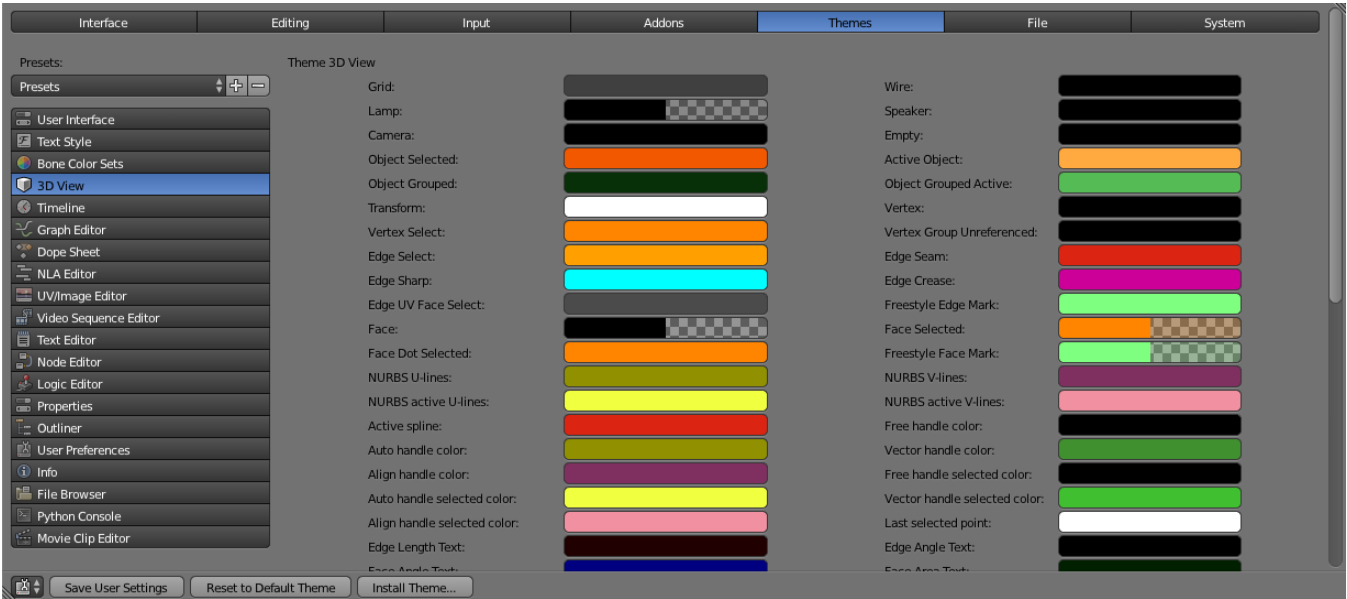 Interface Editing Input Addons Themes File System
Presets:
Presets
User Interface
Text Style
Bone Color Sets
3D View
Timeline
Graph Editor
Dope Sheet
NLA Editor
UV/Image Editor
Video Sequence Editor
Text Editor
Node Editor
Logic Editor
Properties
Outliner
User Preferences
Info
File Browser
Python Console
Movie Clip Editor
Theme 3D View
Grid:
Lamp:
Camera:
Object Selected:
Object Grouped:
Transform:
Vertex Select:
Edge Select:
Edge Sharp:
Edge UV Face Select:
Face:
Face Dot Selected:
NURBS U-lines:
NURBS active U-lines:
Active spline:
Auto handle color:
Align handle color:
Auto handle selected color:
Align handle selected color:
Edge Length Text:
Face Angle Text:
Wire:
Speaker:
Empty:
Active Object:
Object Grouped Active:
Vertex:
Vertex Group Unreferenced:
Edge Seam:
Edge Crease:
Freestyle Edge Mark:
Face Selected:
Freestyle Face Mark:
NURBS V-lines:
NURBS active V-lines:
Free handle color:
Vector handle color:
Free handle selected color:
Vector handle selected color:
Last selected point:
Edge Angle Text:
Face Area Text:
Save User Settings Reset to Default Theme Install Theme...